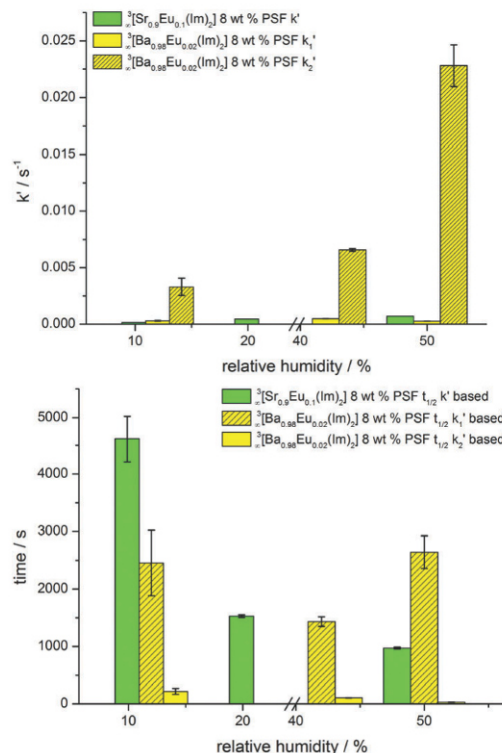 ³∞[Sr0.9Eu0.1(Im)2] 8 wt % PSF k'
³∞[Ba0.98Eu0.02(Im)2] 8 wt % PSF k1'
³∞[Ba0.98Eu0.02(Im)2] 8 wt % PSF k2'
0.025
0.020
0.015
0.010
0.005
0.000
k' / s-1
10 20 40 50
relative humidity / %
³∞[Sr0.9Eu0.1(Im)2] 8 wt % PSF t1/2 k' based
³∞[Ba0.98Eu0.02(Im)2] 8 wt % PSF t1/2 k1' based
³∞[Ba0.98Eu0.02(Im)2] 8 wt % PSF t1/2 k2' based
5000
4000
3000
2000
1000
0
time / s
10 20 40 50
relative humidity / %